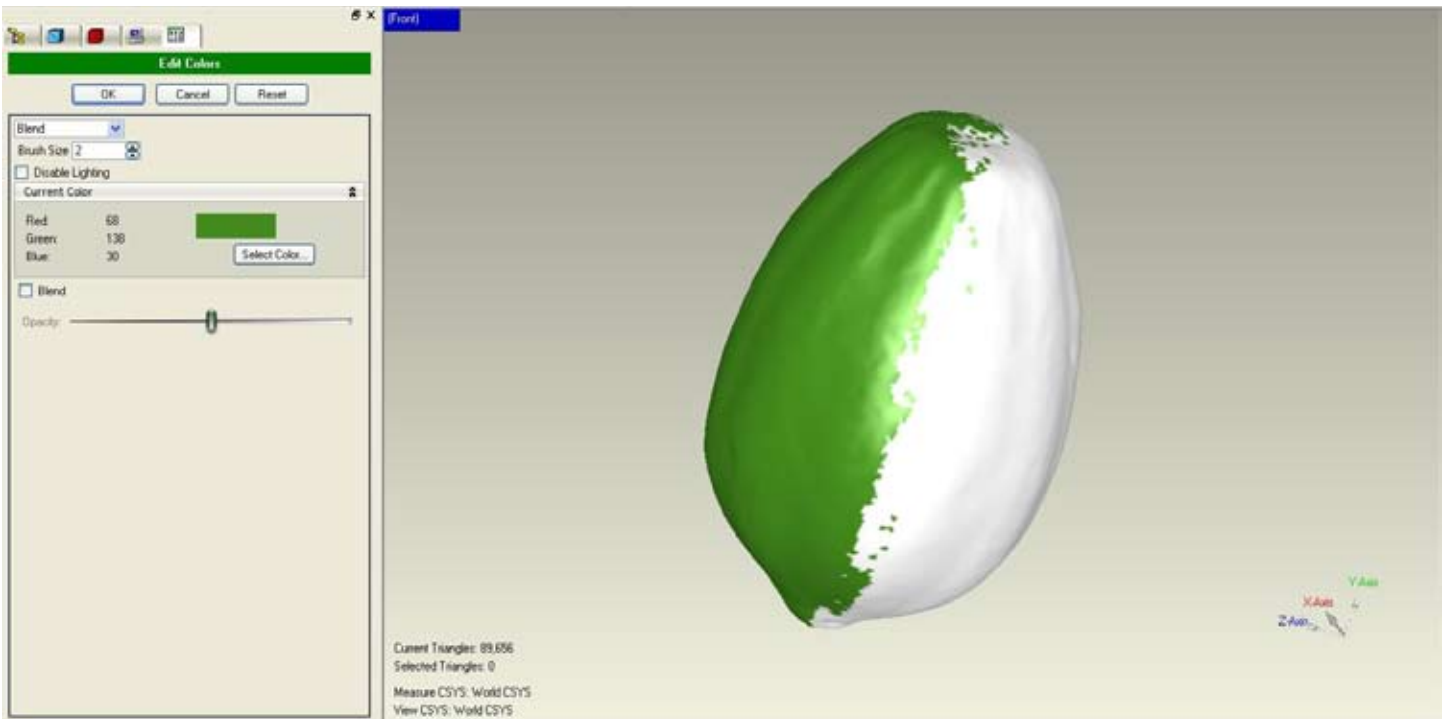 (Front)
Edit Colors
OK Cancel Reset
Blend
Brush Size 2
Disable Lighting
Current Color
Red: 68
Green: 138
Blue: 30
Select Color...
Blend
Opacity:
Current Triangles: 89,656
Selected Triangles: 0
Measure CSYS: World CSYS
View CSYS: World CSYS
Y-Axis
X-Axis
Z-Axis